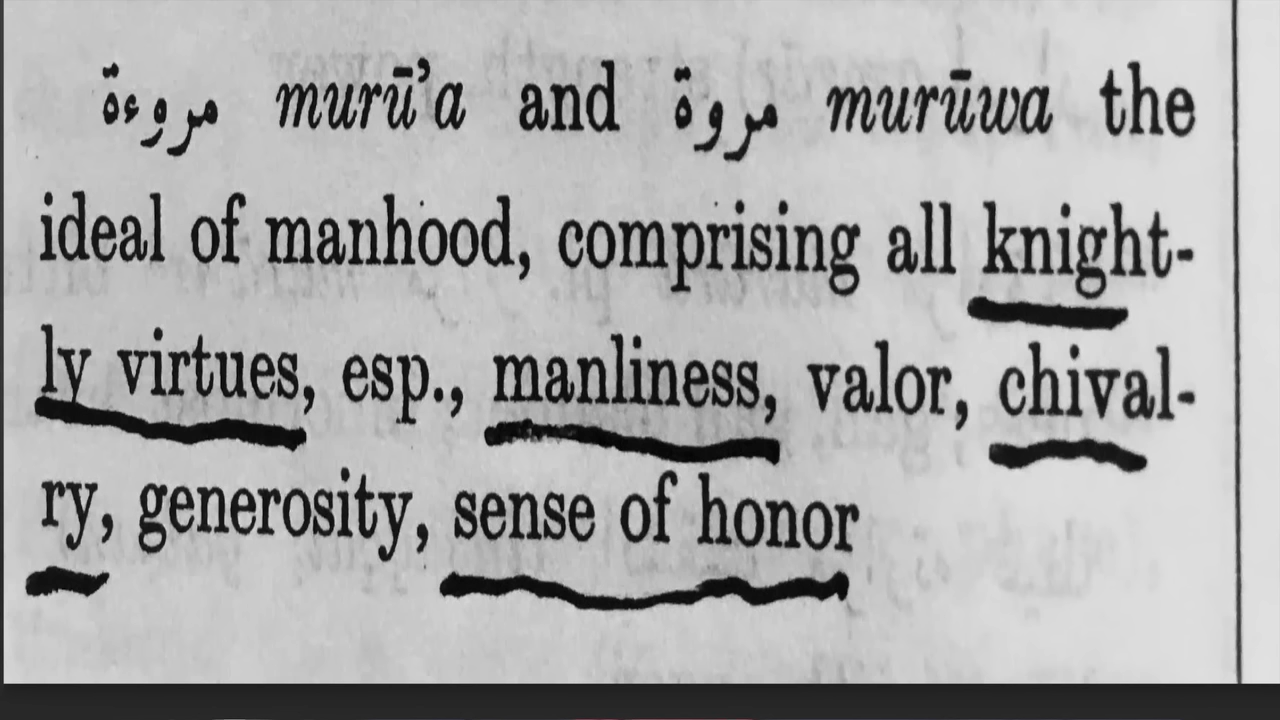 مروءة murū’a and مروة murūwa the
ideal of manhood, comprising all knight-
ly virtues, esp., manliness, valor, chival-
ry, generosity, sense of honor